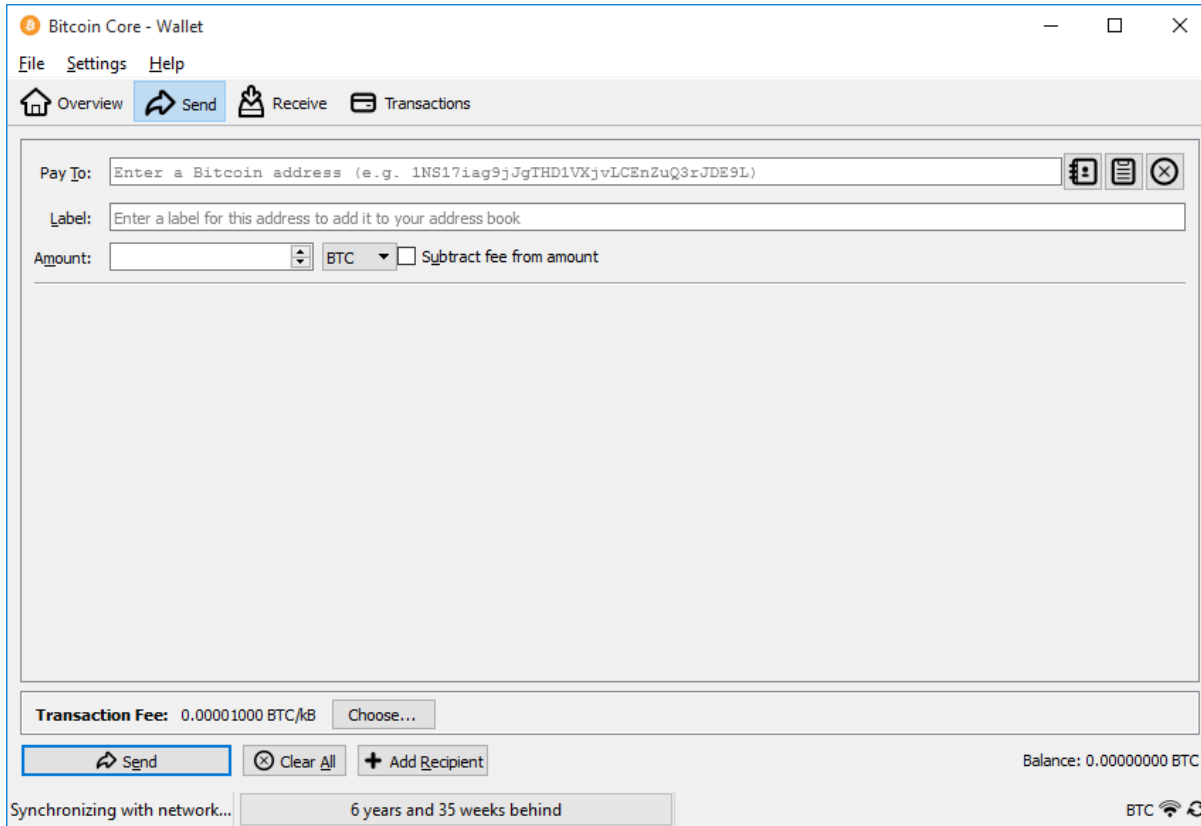 Bitcoin Core - Wallet
File Settings Help
Overview Send Receive Transactions
Pay To: Enter a Bitcoin address (e.g. 1NS17iag9jJgTHD1VXjvLCEnZuQ3rJDE9L)
Label: Enter a label for this address to add it to your address book
Amount: BTC Subtract fee from amount
Transaction Fee: 0.00001000 BTC/kB Choose...
Send Clear All Add Recipient Balance: 0.00000000 BTC
Synchronizing with network... 6 years and 35 weeks behind BTC